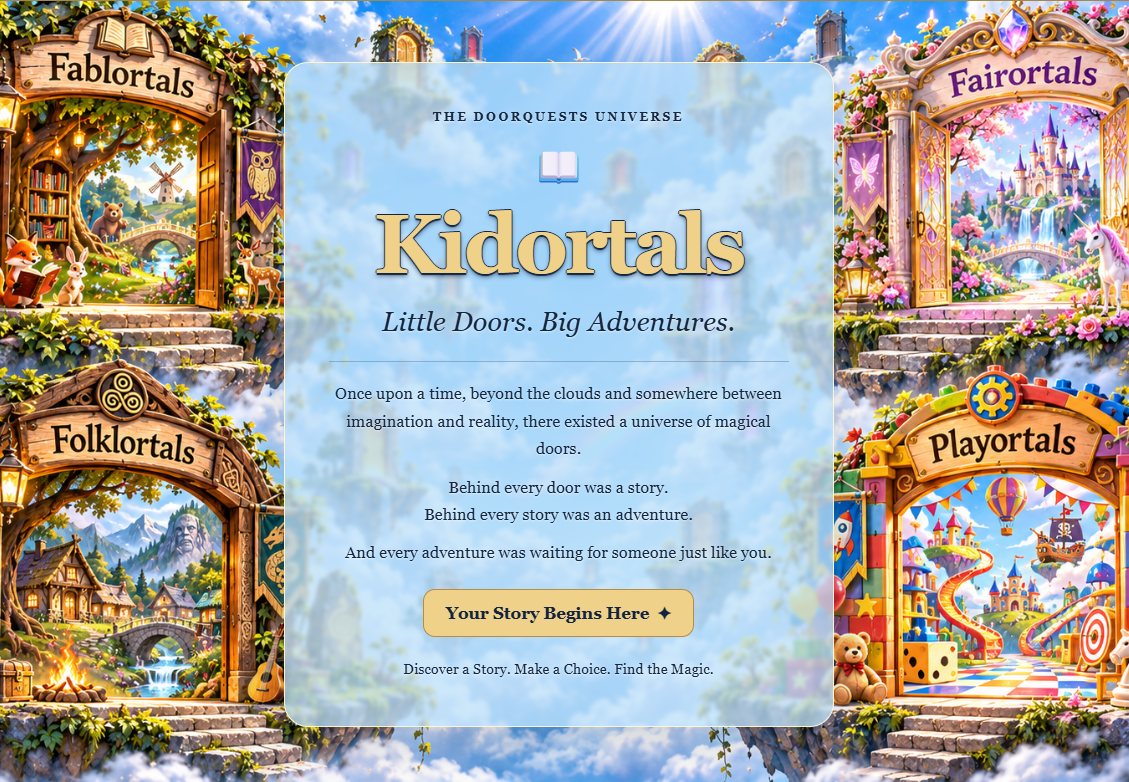 Fablortals
Fairortals
THE DOORQUESTS UNIVERSE
Kidortals
Little Doors. Big Adventures.
Once upon a time, beyond the clouds and somewhere between
imagination and reality, there existed a universe of magical
doors.
Behind every door was a story.
Behind every story was an adventure.
And every adventure was waiting for someone just like you.
Folklortals
Playortals
Your Story Begins Here ✦
Discover a Story. Make a Choice. Find the Magic.